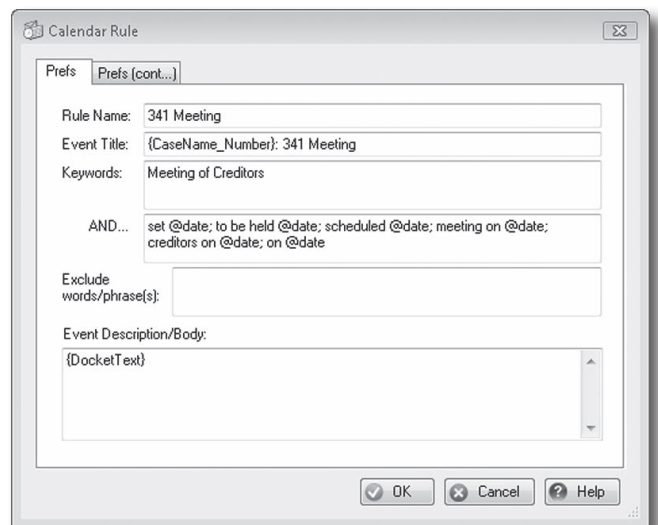 Calendar Rule
Prefs
Prefs (cont...)
Rule Name: 341 Meeting
Event Title: {CaseName_Number}: 341 Meeting
Keywords: Meeting of Creditors
AND... set @date; to be held @date; scheduled @date; meeting on @date;
creditors on @date; on @date
Exclude
words/phrase(s):
Event Description/Body:
{DocketText}
OK
Cancel
Help